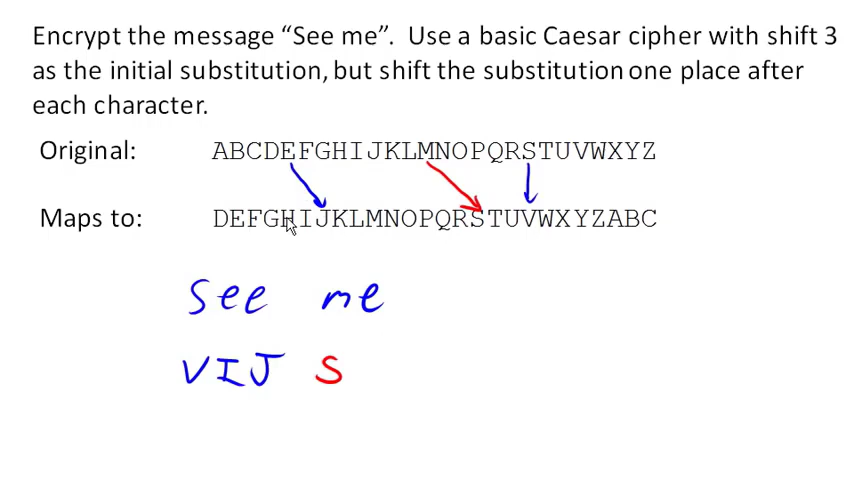 Encrypt the message “See me”. Use a basic Caesar cipher with shift 3
as the initial substitution, but shift the substitution one place after
each character.
Original: ABCDEFGHIJKLMNOPQRSTUVWXYZ
Maps to: DEFGHIJKLMNOPQRSTUVWXYZABC
See me
VIJ S